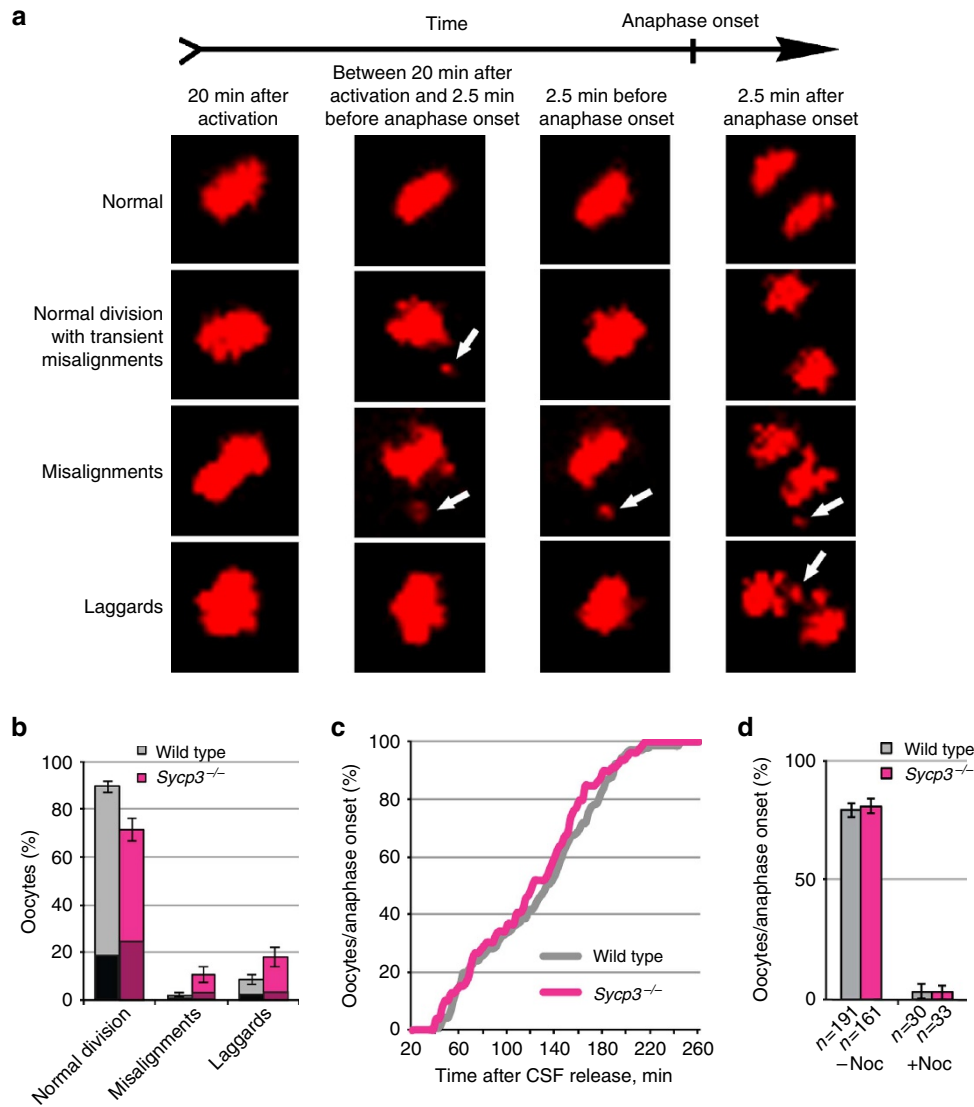 a
Time
Anaphase onset
20 min after
activation
Between 20 min after
activation and 2.5 min
before anaphase onset
2.5 min before
anaphase onset
2.5 min after
anaphase onset
Normal
Normal division
with transient
misalignments
Misalignments
Laggards
b
Wild type
Sycp3⁻/⁻
Oocytes (%)
100
80
60
40
20
0
Normal division
Misalignments
Laggards
c
Oocytes/anaphase onset (%)
100
80
60
40
20
0
Wild type
Sycp3⁻/⁻
20 60 100 140 180 220 260
Time after CSF release, min
d
Wild type
Sycp3⁻/⁻
Oocytes/anaphase onset (%)
100
50
0
n=191
n=161
n=30
n=33
−Noc
+Noc